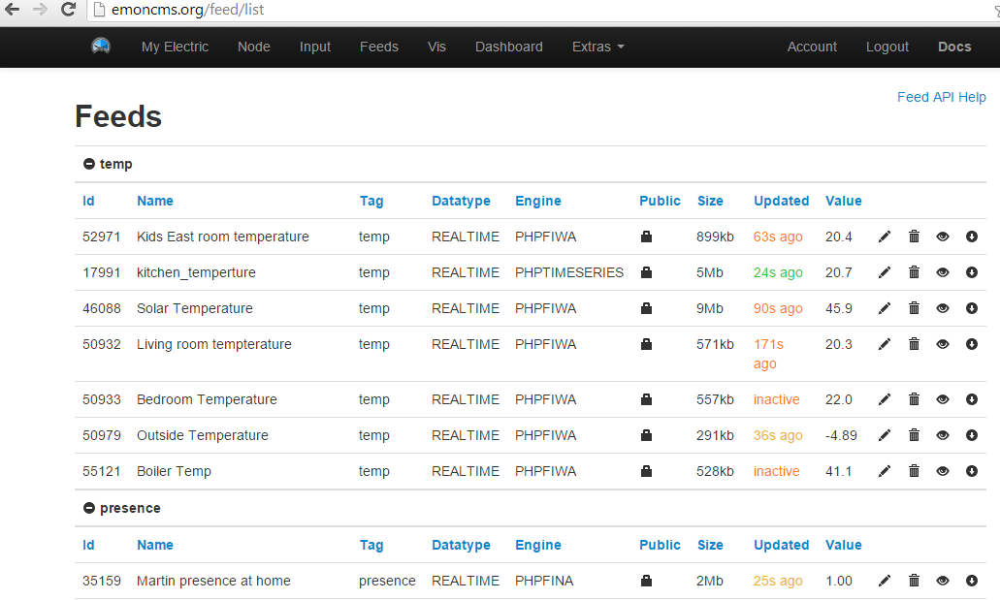 emoncms.org/feed/list
My Electric Node Input Feeds Vis Dashboard Extras Account Logout Docs
Feed API Help
Feeds
temp
Id Name Tag Datatype Engine Public Size Updated Value
52971 Kids East room temperature temp REALTIME PHPFIWA 899kb 63s ago 20.4
17991 kitchen_temperture temp REALTIME PHPTIMESERIES 5Mb 24s ago 20.7
46088 Solar Temperature temp REALTIME PHPFIWA 9Mb 90s ago 45.9
50932 Living room tempterature temp REALTIME PHPFIWA 571kb 171s 20.3
ago
50933 Bedroom Temperature temp REALTIME PHPFIWA 557kb inactive 22.0
50979 Outside Temperature temp REALTIME PHPFIWA 291kb 36s ago -4.89
55121 Boiler Temp temp REALTIME PHPFIWA 528kb inactive 41.1
presence
Id Name Tag Datatype Engine Public Size Updated Value
35159 Martin presence at home presence REALTIME PHPFINA 2Mb 25s ago 1.00